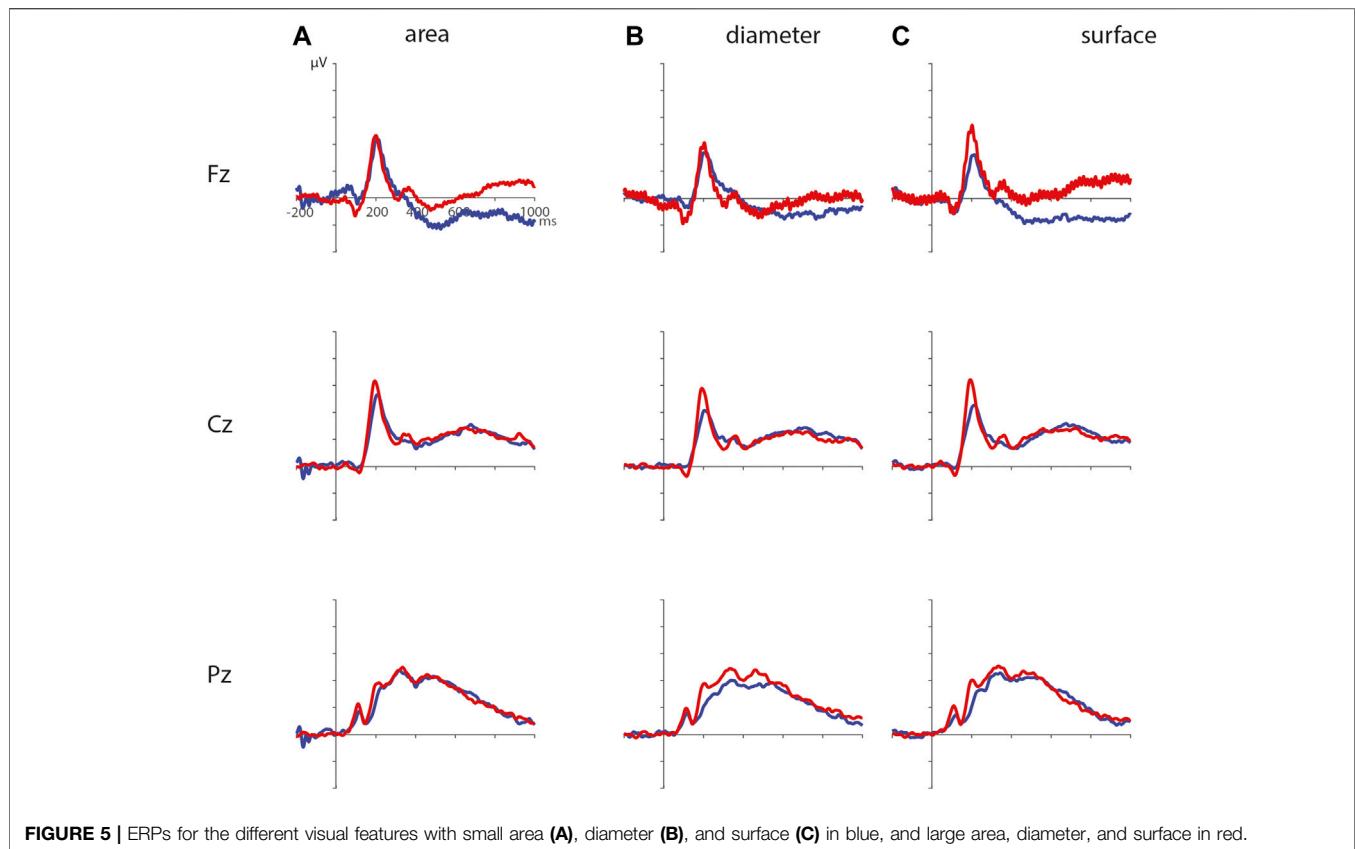 A area B diameter C surface
μV
Fz
-200 200 400 600 1000
ms
Cz
Pz
FIGURE 5 | ERPs for the different visual features with small area (A), diameter (B), and surface (C) in blue, and large area, diameter, and surface in red.